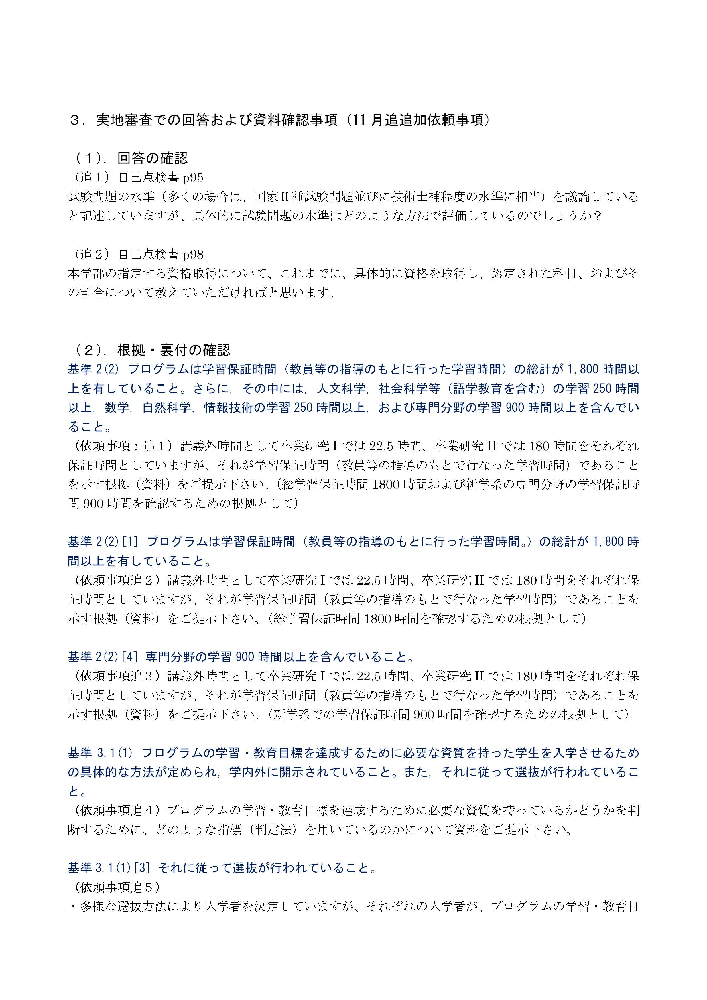 ３．実地審査での回答および資料確認事項（11 月追追加依頼事項）
（１）．回答の確認
（追１）自己点検書 p95
試験問題の水準（多くの場合は、国家Ⅱ種試験問題並びに技術士補程度の水準に相当）を議論している
と記述していますが、具体的に試験問題の水準はどのような方法で評価しているのでしょうか？
（追２）自己点検書 p98
本学部の指定する資格取得について、これまでに、具体的に資格を取得し、認定された科目、およびそ
の割合について教えていただければと思います。
（２）．根拠・裏付の確認
基準 2(2) プログラムは学習保証時間（教員等の指導のもとに行った学習時間）の総計が 1,800 時間以
上を有していること。さらに，その中には，人文科学，社会科学等（語学教育を含む）の学習 250 時間
以上，数学，自然科学，情報技術の学習 250 時間以上，および専門分野の学習 900 時間以上を含んでい
ること。
（依頼事項：追１）講義外時間として卒業研究 I では 22.5 時間、卒業研究 II では 180 時間をそれぞれ
保証時間としていますが、それが学習保証時間（教員等の指導のもとで行なった学習時間）であること
を示す根拠（資料）をご提示下さい。（総学習保証時間 1800 時間および新学系の専門分野の学習保証時
間 900 時間を確認するための根拠として）
基準 2(2)[1] プログラムは学習保証時間（教員等の指導のもとに行った学習時間。）の総計が 1,800 時
間以上を有していること。
（依頼事項追２）講義外時間として卒業研究 I では 22.5 時間、卒業研究 II では 180 時間をそれぞれ保
証時間としていますが、それが学習保証時間（教員等の指導のもとで行なった学習時間）であることを
示す根拠（資料）をご提示下さい。（総学習保証時間 1800 時間を確認するための根拠として）
基準 2(2)[4] 専門分野の学習 900 時間以上を含んでいること。
（依頼事項追３）講義外時間として卒業研究 I では 22.5 時間、卒業研究 II では 180 時間をそれぞれ保
証時間としていますが、それが学習保証時間（教員等の指導のもとで行なった学習時間）であることを
示す根拠（資料）をご提示下さい。（新学系での学習保証時間 900 時間を確認するための根拠として）
基準 3.1(1) プログラムの学習・教育目標を達成するために必要な資質を持った学生を入学させるため
の具体的な方法が定められ，学内外に開示されていること。また，それに従って選抜が行われているこ
と。
（依頼事項追４）プログラムの学習・教育目標を達成するために必要な資質を持っているかどうかを判
断するために、どのような指標（判定法）を用いているのかについて資料をご提示下さい。
基準 3.1(1)[3] それに従って選抜が行われていること。
（依頼事項追５）
・多様な選抜方法により入学者を決定していますが、それぞれの入学者が、プログラムの学習・教育目